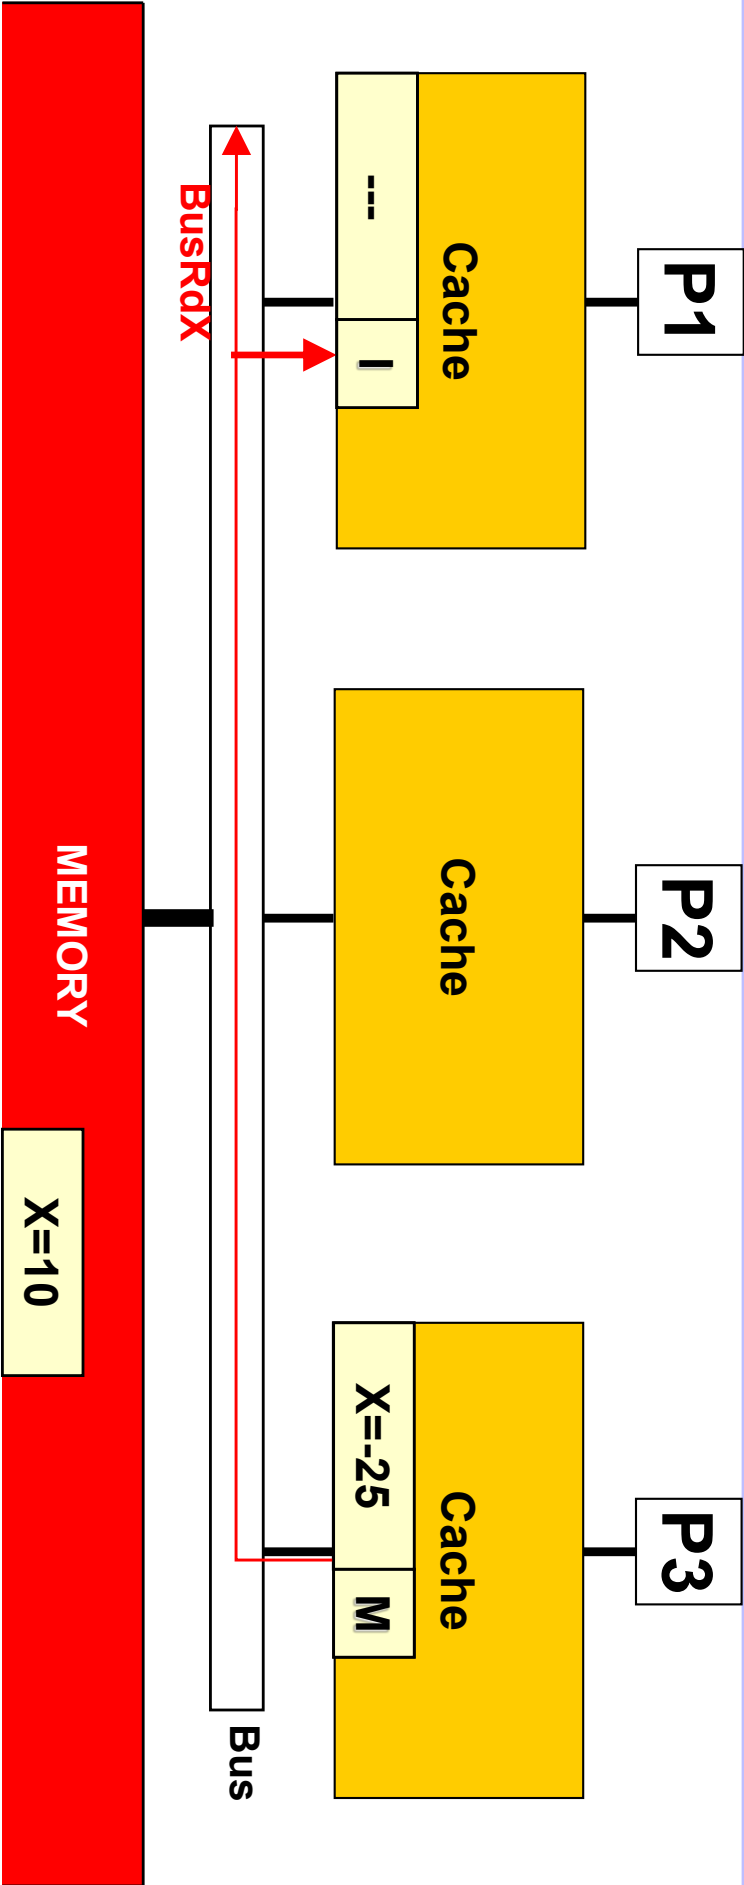 P1
P2
P3
Cache
Cache
Cache
---
I
X=-25
M
BusRdX
Bus
MEMORY
X=10